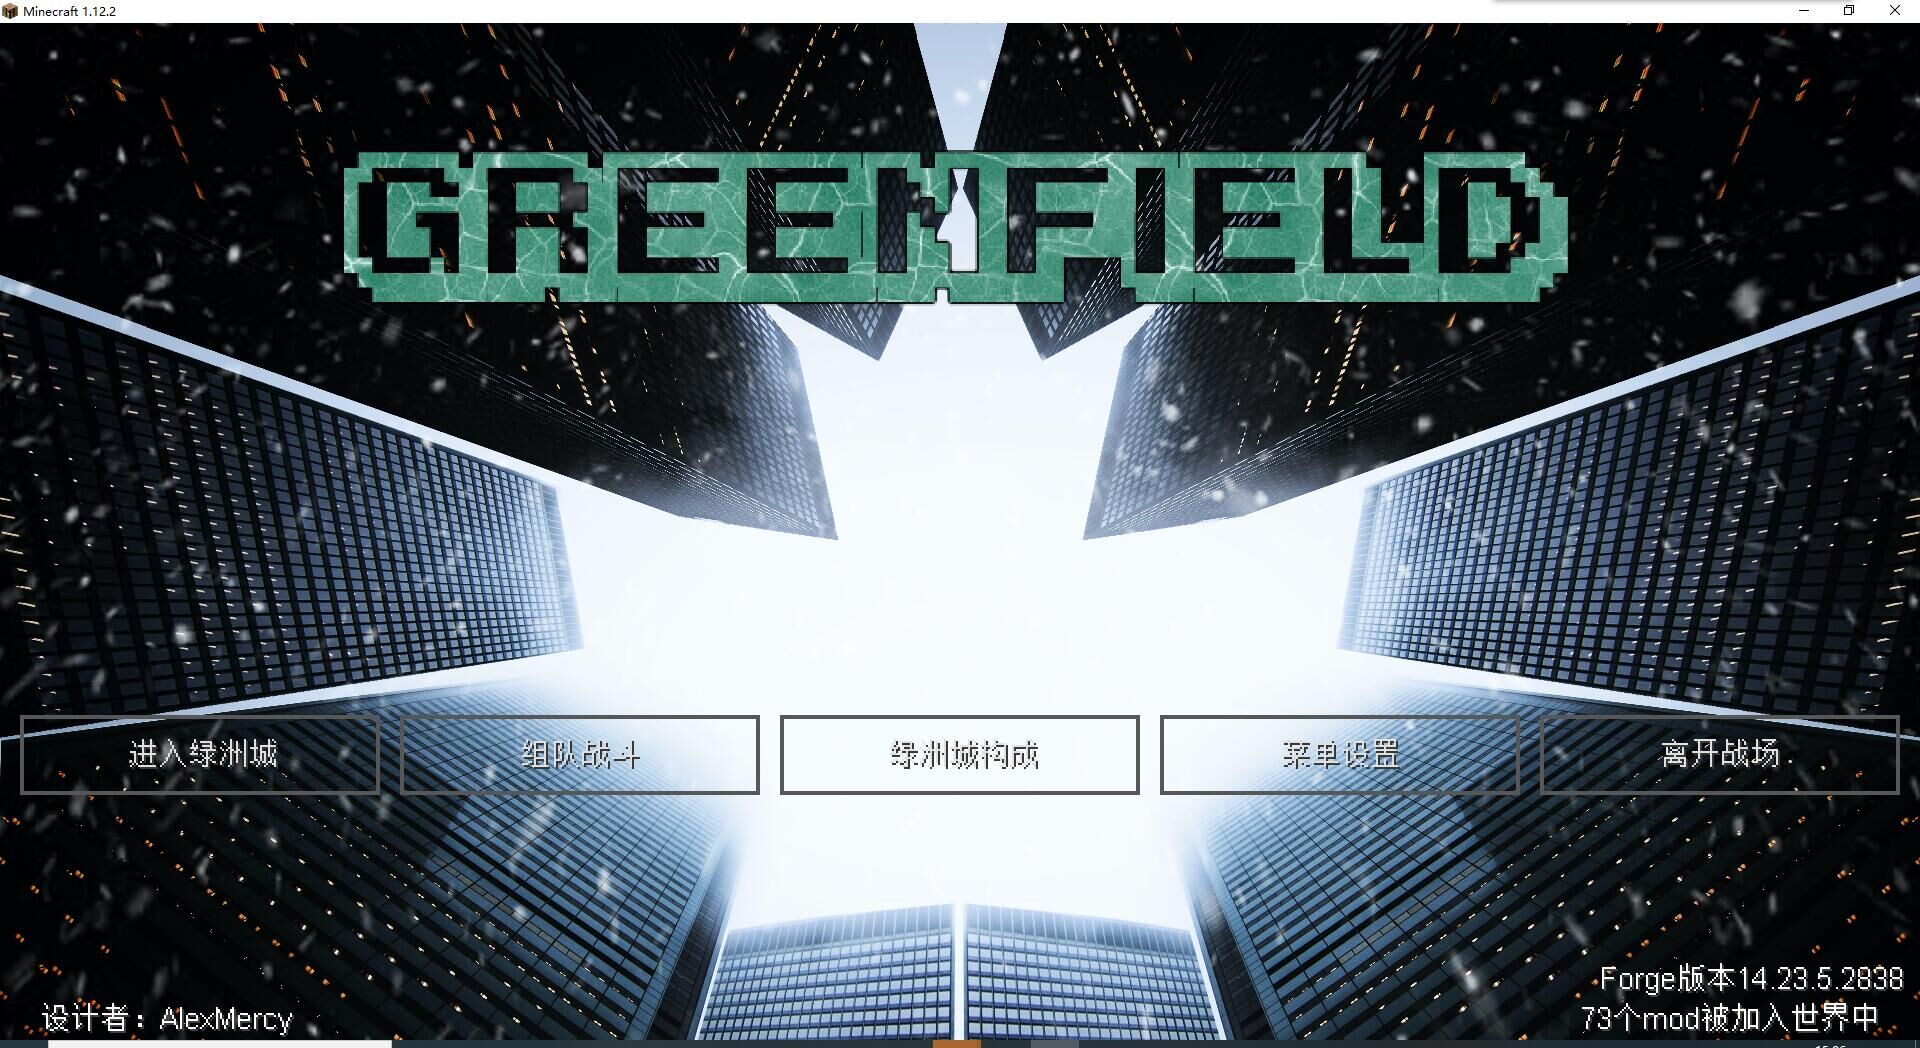 Minecraft 1.12.2
GREENFIELD
进入绿洲城
组队战斗
绿洲城构成
菜单设置
离开战场.
Forge版本14.23.5.2838
设计者：AlexMercy
73个mod被加入世界中